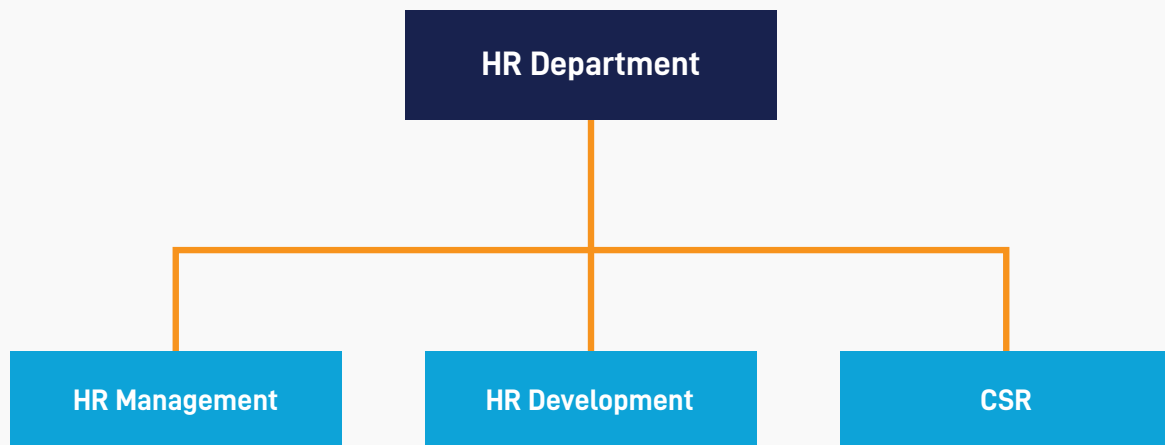 HR Department
HR Management
HR Development
CSR